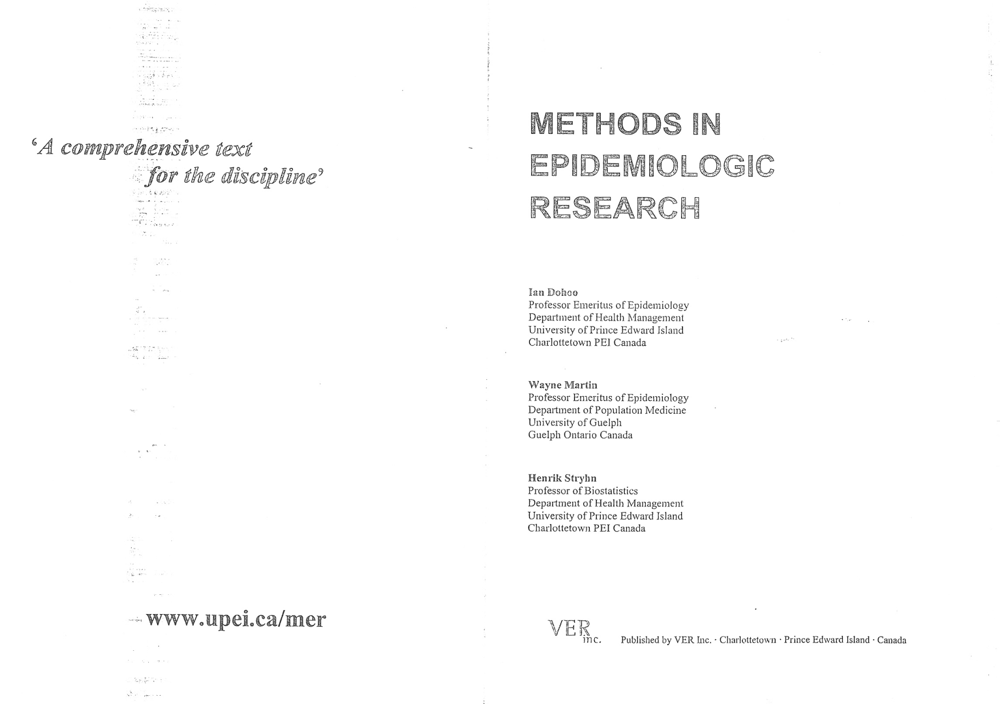 ‘A comprehensive text
for the discipline’
www.upei.ca/mer
METHODS IN
EPIDEMIOLOGIC
RESEARCH
Ian Dohoo
Professor Emeritus of Epidemiology
Department of Health Management
University of Prince Edward Island
Charlottetown PEI Canada
Wayne Martin
Professor Emeritus of Epidemiology
Department of Population Medicine
University of Guelph
Guelph Ontario Canada
Henrik Stryhn
Professor of Biostatistics
Department of Health Management
University of Prince Edward Island
Charlottetown PEI Canada
VER
inc.
Published by VER Inc. · Charlottetown · Prince Edward Island · Canada